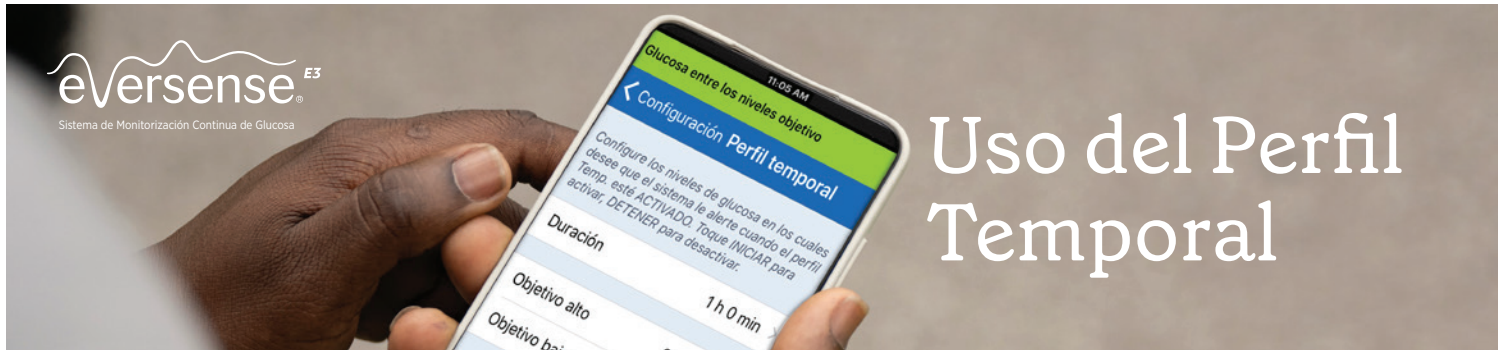 eversense® E3
Sistema de Monitorización Continua de Glucosa
11:05 AM
Glucosa entre los niveles objetivo
Configuración Perfil temporal
Configure los niveles de glucosa en los cuales
desee que el sistema le alerte cuando el perfil
Temp. esté ACTIVADO. Toque INICIAR para
activar, DETENER para desactivar.
Duración
1 h 0 min
Objetivo alto
Objetivo
Uso del Perfil
Temporal